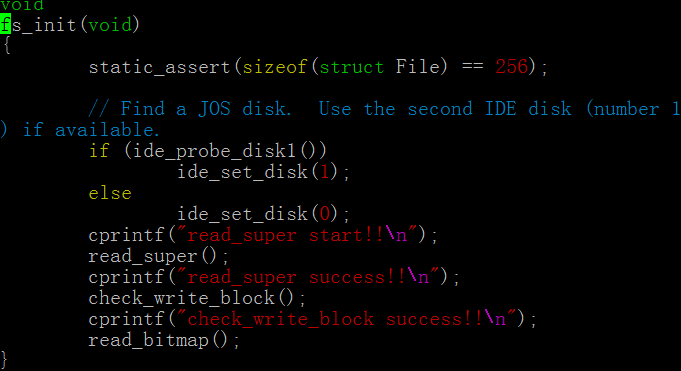 void
fs_init(void)
{
        static_assert(sizeof(struct File) == 256);

        // Find a JOS disk.  Use the second IDE disk (number 1
) if available.
        if (ide_probe_disk1())
                ide_set_disk(1);
        else
                ide_set_disk(0);
        cprintf("read_super start!!\n");
        read_super();
        cprintf("read_super success!!\n");
        check_write_block();
        cprintf("check_write_block success!!\n");
        read_bitmap();
}